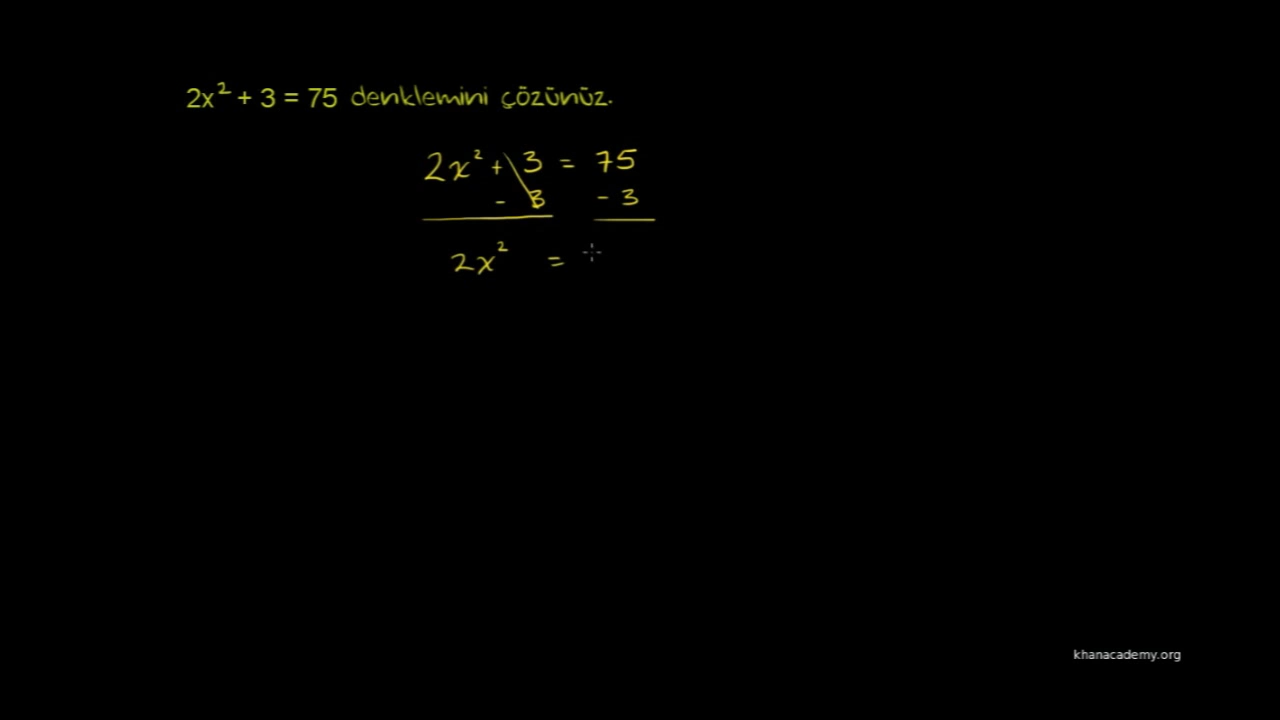 2x² + 3 = 75 denklemini çözünüz.
2x² + 3 = 75
- 3 - 3
2x² =
khanacademy.org